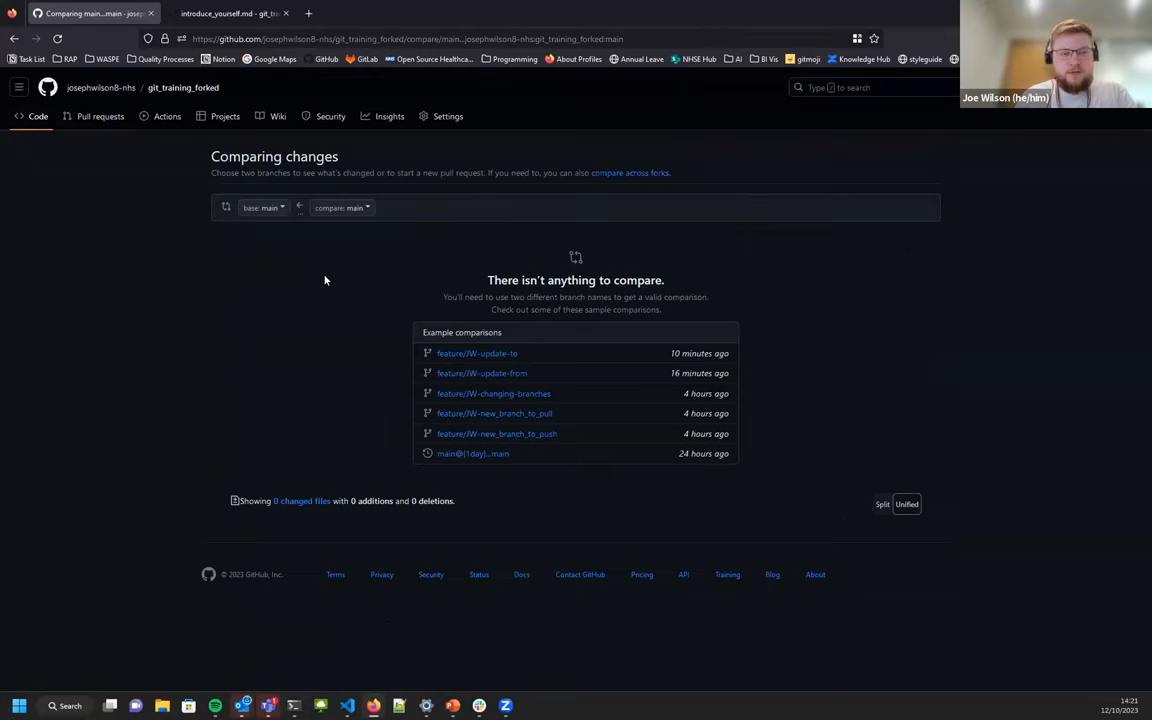 Comparing main...main · josep
introduce_yourself.md - git_tra
https://github.com/josephwilson8-nhs/git_training_forked/compare/main...josephwilson8-nhs:git_training_forked:main
Task List RAP WASPE Quality Processes Notion Google Maps GitHub GitLab Open Source Healthca... Programming About Profiles Annual Leave NHSE Hub AI BI Vis gitmoji Knowledge Hub styleguide
Joe Wilson (he/him)
josephwilson8-nhs / git_training_forked
Type / to search
Code Pull requests Actions Projects Wiki Security Insights Settings
Comparing changes
Choose two branches to see what's changed or to start a new pull request. If you need to, you can also compare across forks.
base: main compare: main
There isn't anything to compare.
You'll need to use two different branch names to get a valid comparison.
Check out some of these sample comparisons.
Example comparisons
feature/JW-update-to 10 minutes ago
feature/JW-update-from 16 minutes ago
feature/JW-changing-branches 4 hours ago
feature/JW-new_branch_to_pull 4 hours ago
feature/JW-new_branch_to_push 4 hours ago
main@{1day}...main 24 hours ago
Showing 0 changed files with 0 additions and 0 deletions.
Split Unified
© 2023 GitHub, Inc. Terms Privacy Security Status Docs Contact GitHub Pricing API Training Blog About
Search
14:21
12/10/2023